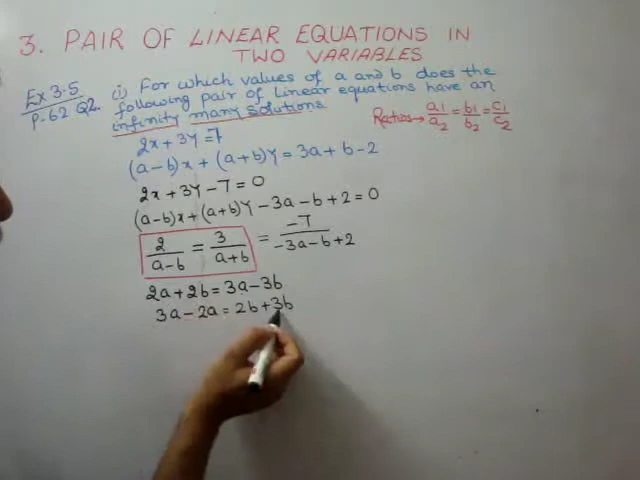 3. PAIR OF LINEAR EQUATIONS IN
TWO VARIABLES
Ex 3.5
P.62 Q2.
(i) For which values of a and b does the
following pair of linear equations have an
infinity many solutions.
Ratios→ a1/a2 = b1/b2 = c1/c2
2x + 3y = 7
(a-b)x + (a+b)y = 3a + b - 2
2x + 3y - 7 = 0
(a-b)x + (a+b)y - 3a - b + 2 = 0
2/(a-b) = 3/(a+b) = -7/(-3a-b+2)
2a + 2b = 3a - 3b
3a - 2a = 2b + 3b